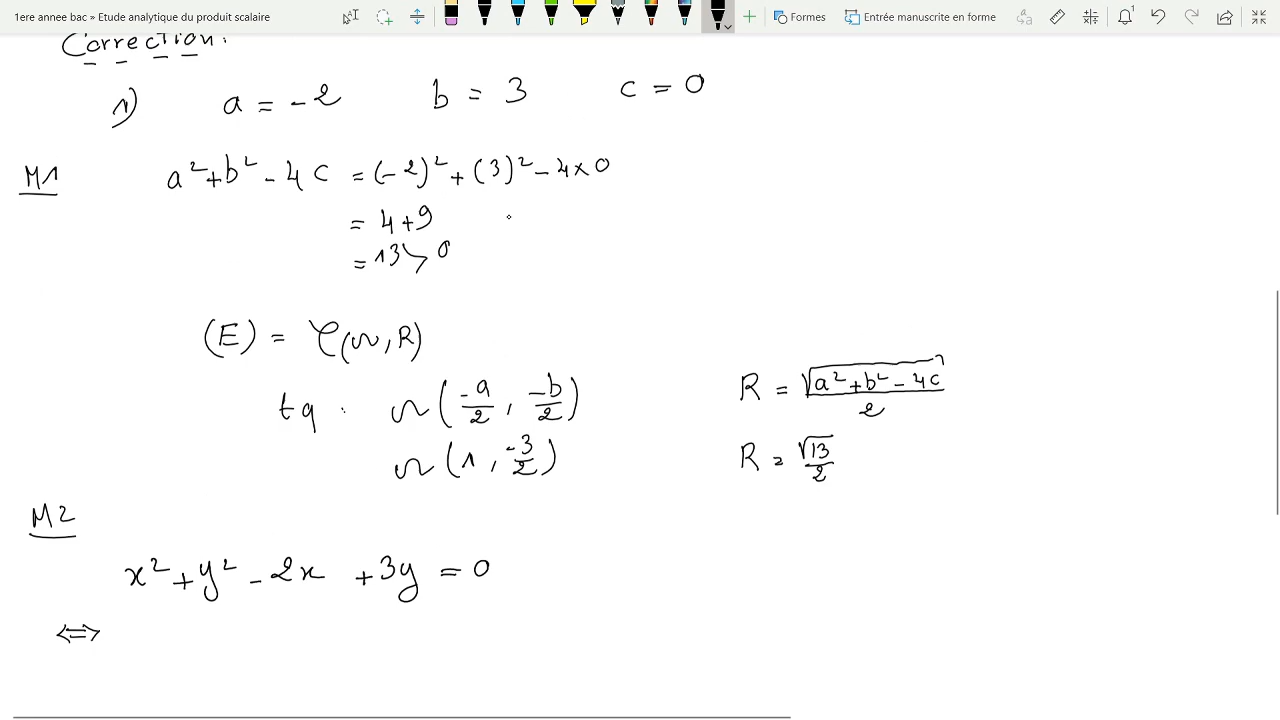 1ere annee bac » Etude analytique du produit scalaire
Formes
Entrée manuscrite en forme
Correction:
1) a = -2 b = 3 c = 0
M1 a² + b² - 4c = (-2)² + (3)² - 4 × 0
= 4 + 9
= 13 > 0
(E) = 𝒞(Ω, R)
tq : Ω(-a/2, -b/2) R = √(a² + b² - 4c)/2
Ω(1, -3/2) R = √13/2
M2
x² + y² - 2x + 3y = 0
⟺